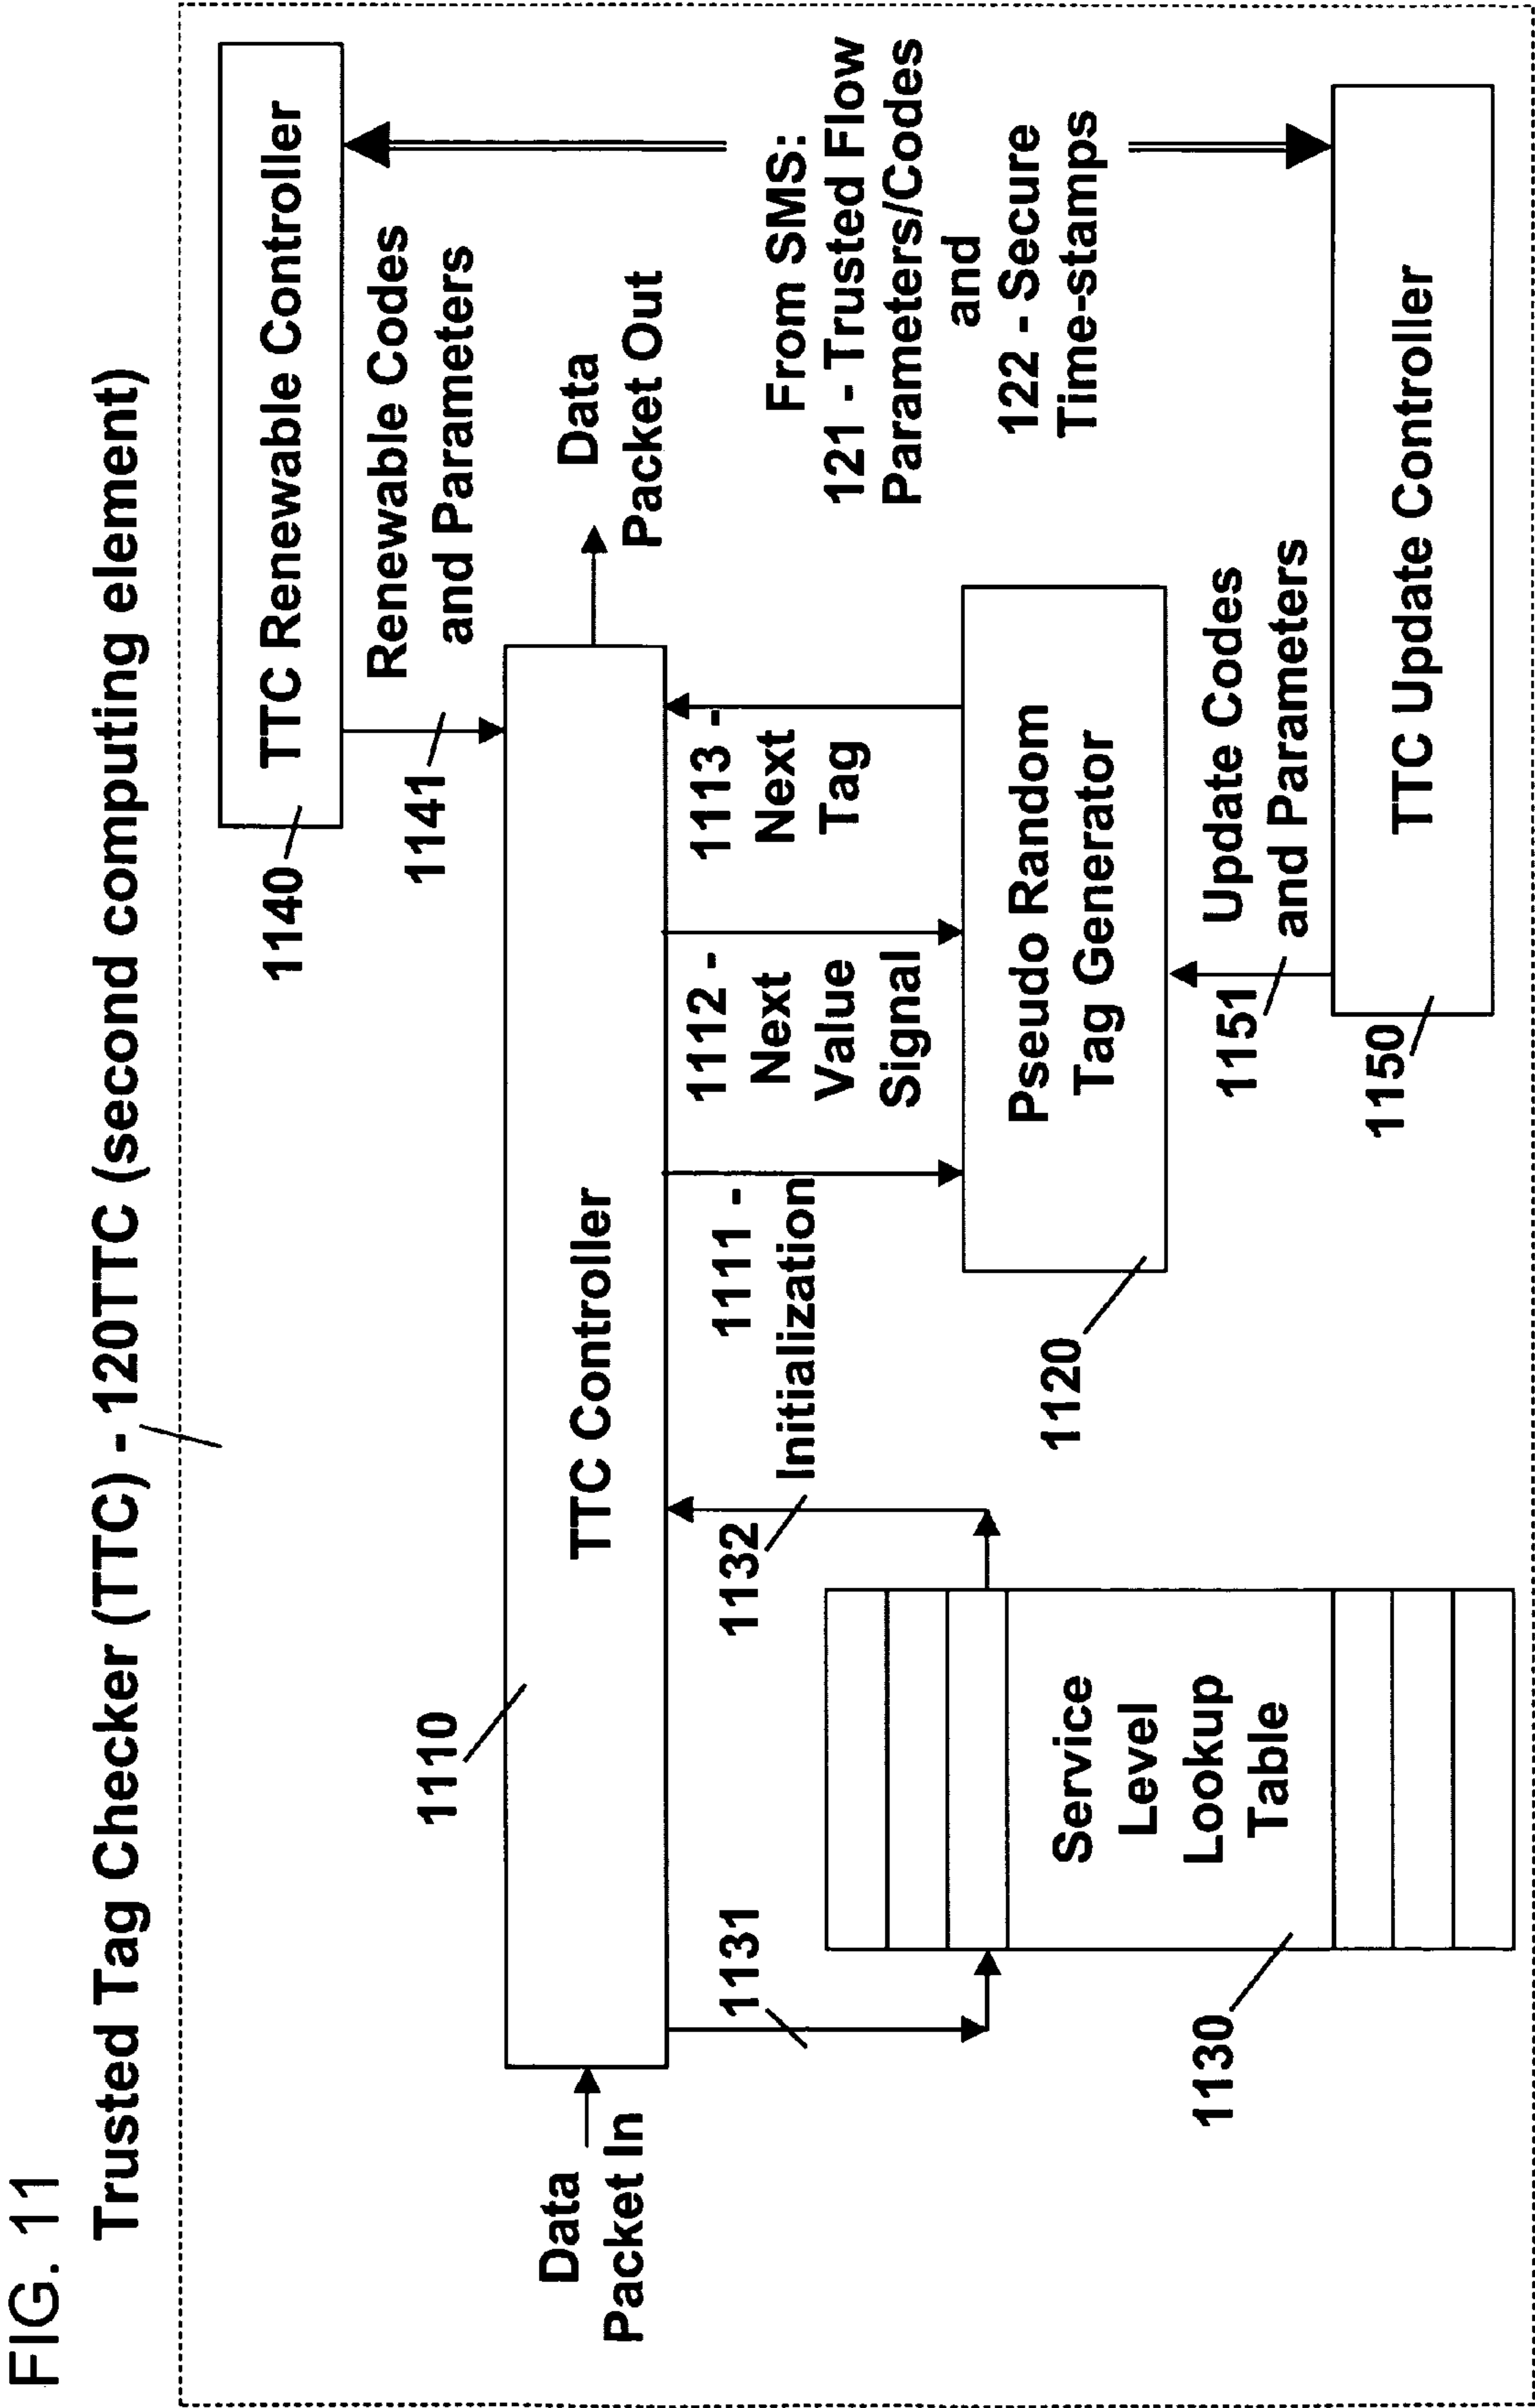 FIG. 11
Trusted Tag Checker (TTC) - 120TTC (second computing element)
1140
TTC Renewable Controller
1141
Renewable Codes
and Parameters
Data
Packet In
1110
TTC Controller
Data
Packet Out
1131
1132
1111 -
Initialization
1112 -
Next
Value
Signal
1113 -
Next
Tag
From SMS:
121 - Trusted Flow
Parameters/Codes
and
122 - Secure
Time-stamps
1130
Service
Level
Lookup
Table
1120
Pseudo Random
Tag Generator
1151
Update Codes
and Parameters
1150
TTC Update Controller